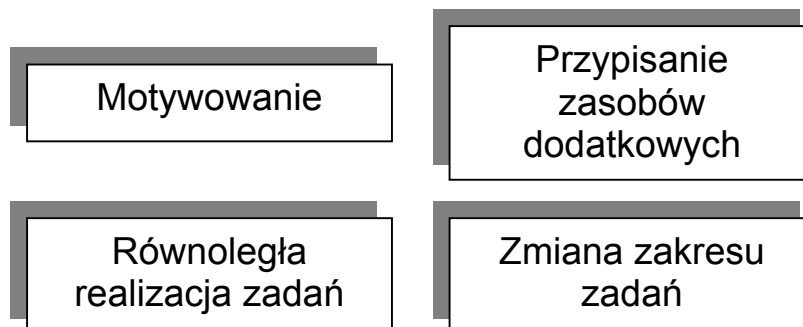 Motywowanie
Przypisanie
zasobów
dodatkowych
Równoległa
realizacja zadań
Zmiana zakresu
zadań